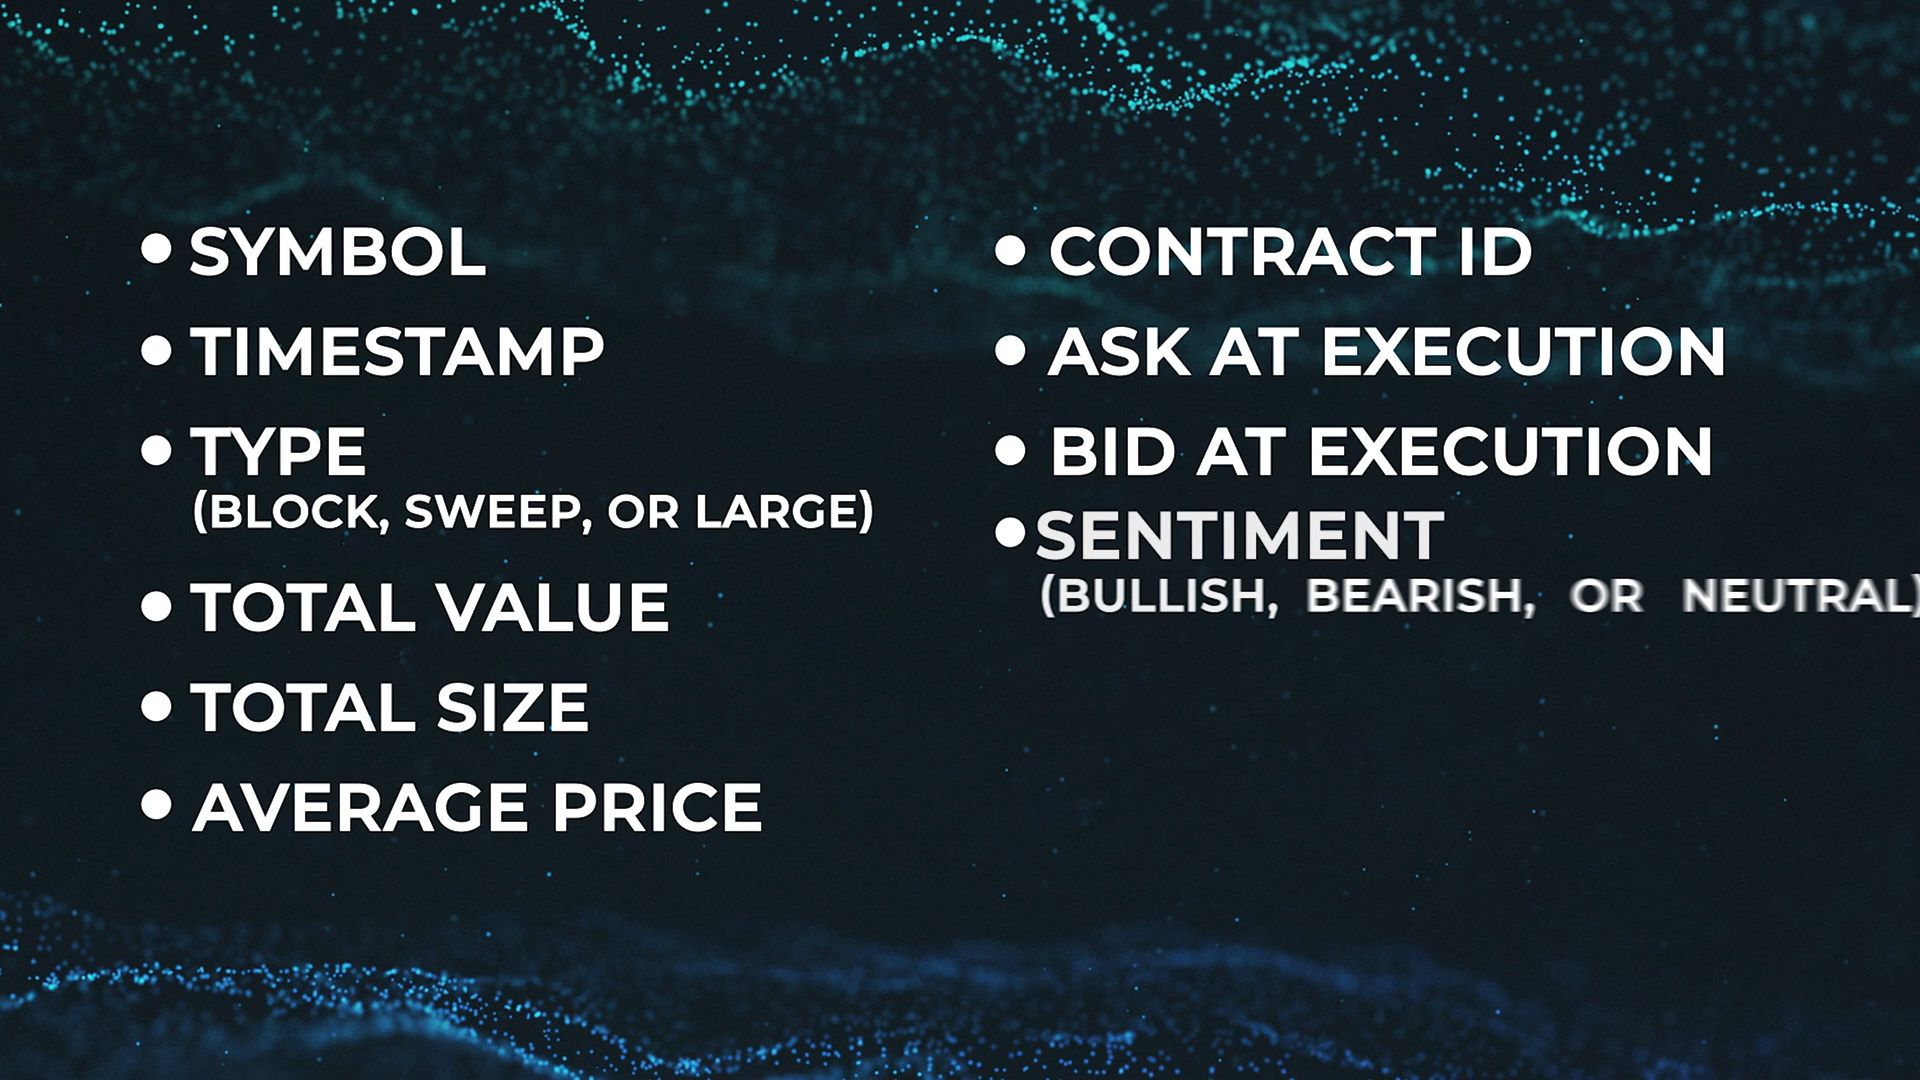 SYMBOL
TIMESTAMP
TYPE
(BLOCK, SWEEP, OR LARGE)
TOTAL VALUE
TOTAL SIZE
AVERAGE PRICE
CONTRACT ID
ASK AT EXECUTION
BID AT EXECUTION
SENTIMENT
(BULLISH, BEARISH, OR NEUTRAL)